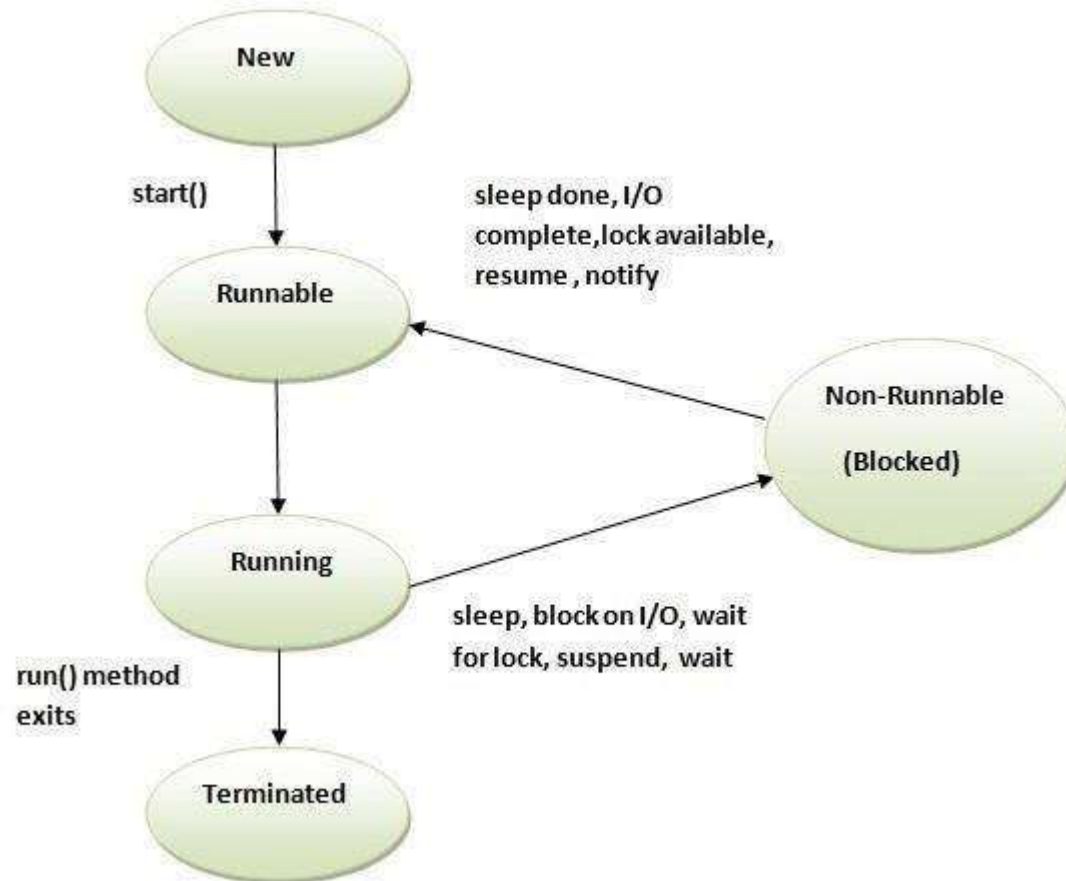 New
start()
sleep done, I/O
complete,lock available,
resume , notify
Runnable
Non-Runnable
(Blocked)
Running
sleep, block on I/O, wait
for lock, suspend, wait
run() method
exits
Terminated